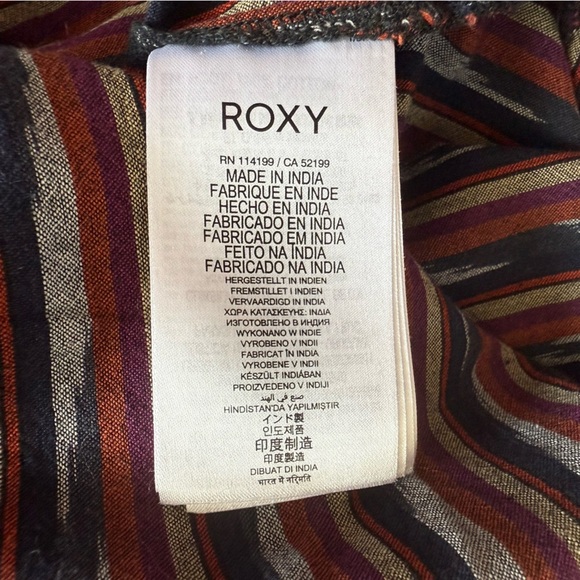 ROXY
RN 114199 / CA 52199
MADE IN INDIA
FABRIQUE EN INDE
HECHO EN INDIA
FABRICADO EN INDIA
FABRICADO EM INDIA
FEITO NA ÍNDIA
FABRICADO NA INDIA
HERGESTELLT IN INDIEN
FREMSTILLET I INDIEN
VERVAARDIGD IN INDIA
ΧΩΡΑ ΚΑΤΑΣΚΕΥΗΣ: ΙΝΔΙΑ
ИЗГОТОВЛЕНО В ИНДИЯ
WYKONANO W INDIE
VYROBENO V INDII
FABRICAT ÎN INDIA
VYROBENE V INDII
KÉSZÜLT INDIÁBAN
PROIZVEDENO V INDIJI
صنع في الهند
HİNDİSTAN'DA YAPILMIŞTIR
インド製
인도제품
印度制造
印度製造
DIBUAT DI INDIA
भारत में नर्मिति